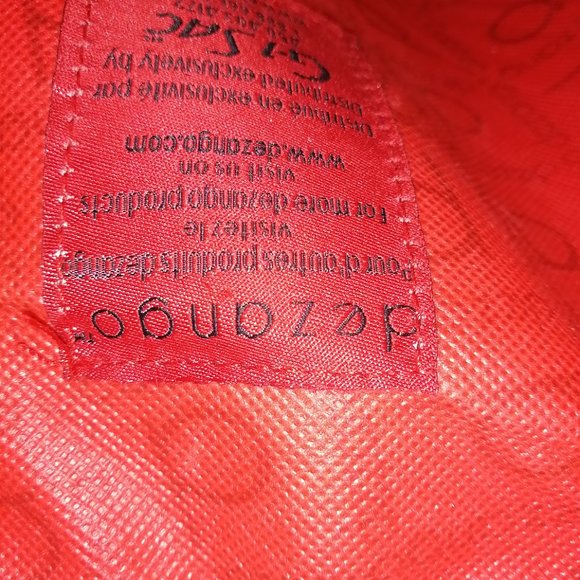 dezango™
Pour d'autres produits dezango
visitez le
For more dezango products
visit us on
www.dezango.com
Distribué en exclusivité par
Distributed exclusively by